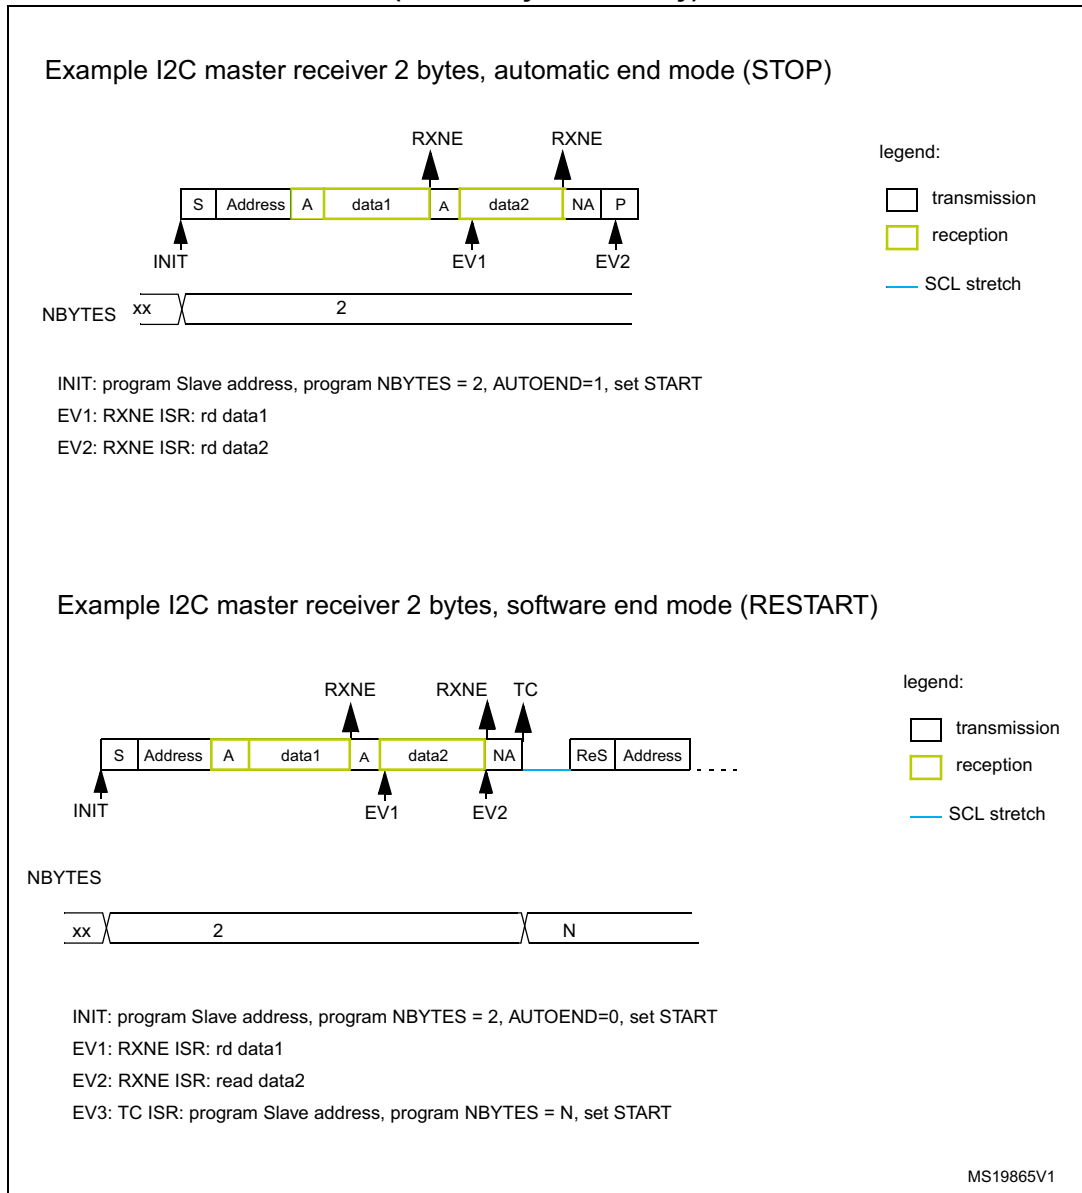 Example I2C master receiver 2 bytes, automatic end mode (STOP)
RXNE RXNE
legend:
S Address A data1 A data2 NA P
transmission
reception
INIT EV1 EV2
SCL stretch
NBYTES xx 2
INIT: program Slave address, program NBYTES = 2, AUTOEND=1, set START
EV1: RXNE ISR: rd data1
EV2: RXNE ISR: rd data2
Example I2C master receiver 2 bytes, software end mode (RESTART)
RXNE RXNE TC
legend:
S Address A data1 A data2 NA ReS Address
transmission
reception
INIT EV1 EV2
SCL stretch
NBYTES
xx 2 N
INIT: program Slave address, program NBYTES = 2, AUTOEND=0, set START
EV1: RXNE ISR: rd data1
EV2: RXNE ISR: read data2
EV3: TC ISR: program Slave address, program NBYTES = N, set START
MS19865V1